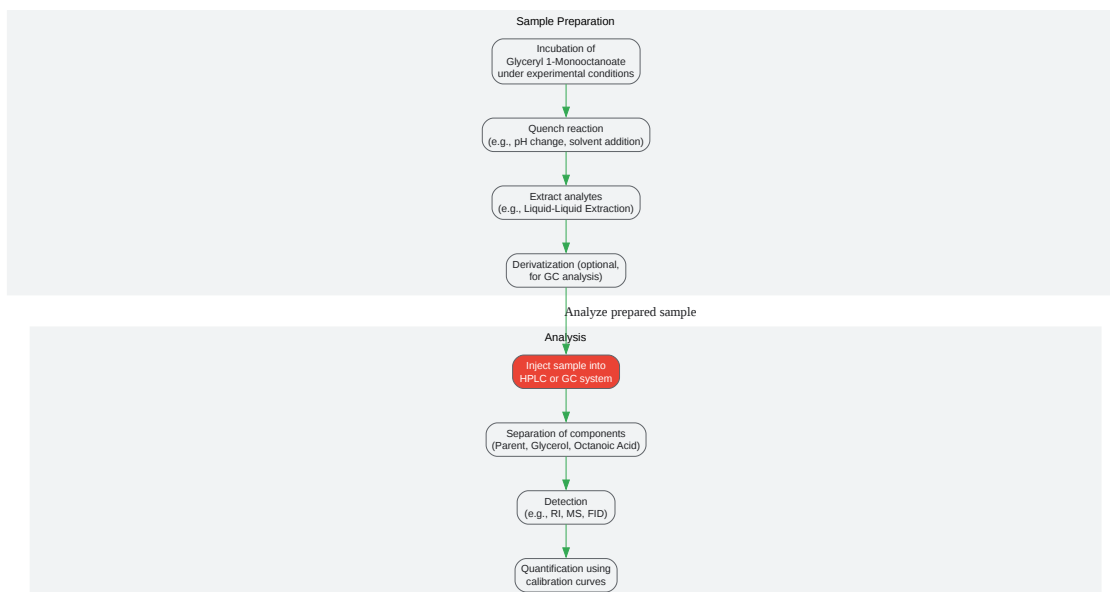 Sample Preparation
Incubation of
Glyceryl 1-Monooctanoate
under experimental conditions
Quench reaction
(e.g., pH change, solvent addition)
Extract analytes
(e.g., Liquid-Liquid Extraction)
Derivatization (optional,
for GC analysis)
Analyze prepared sample
Analysis
Inject sample into
HPLC or GC system
Separation of components
(Parent, Glycerol, Octanoic Acid)
Detection
(e.g., RI, MS, FID)
Quantification using
calibration curves